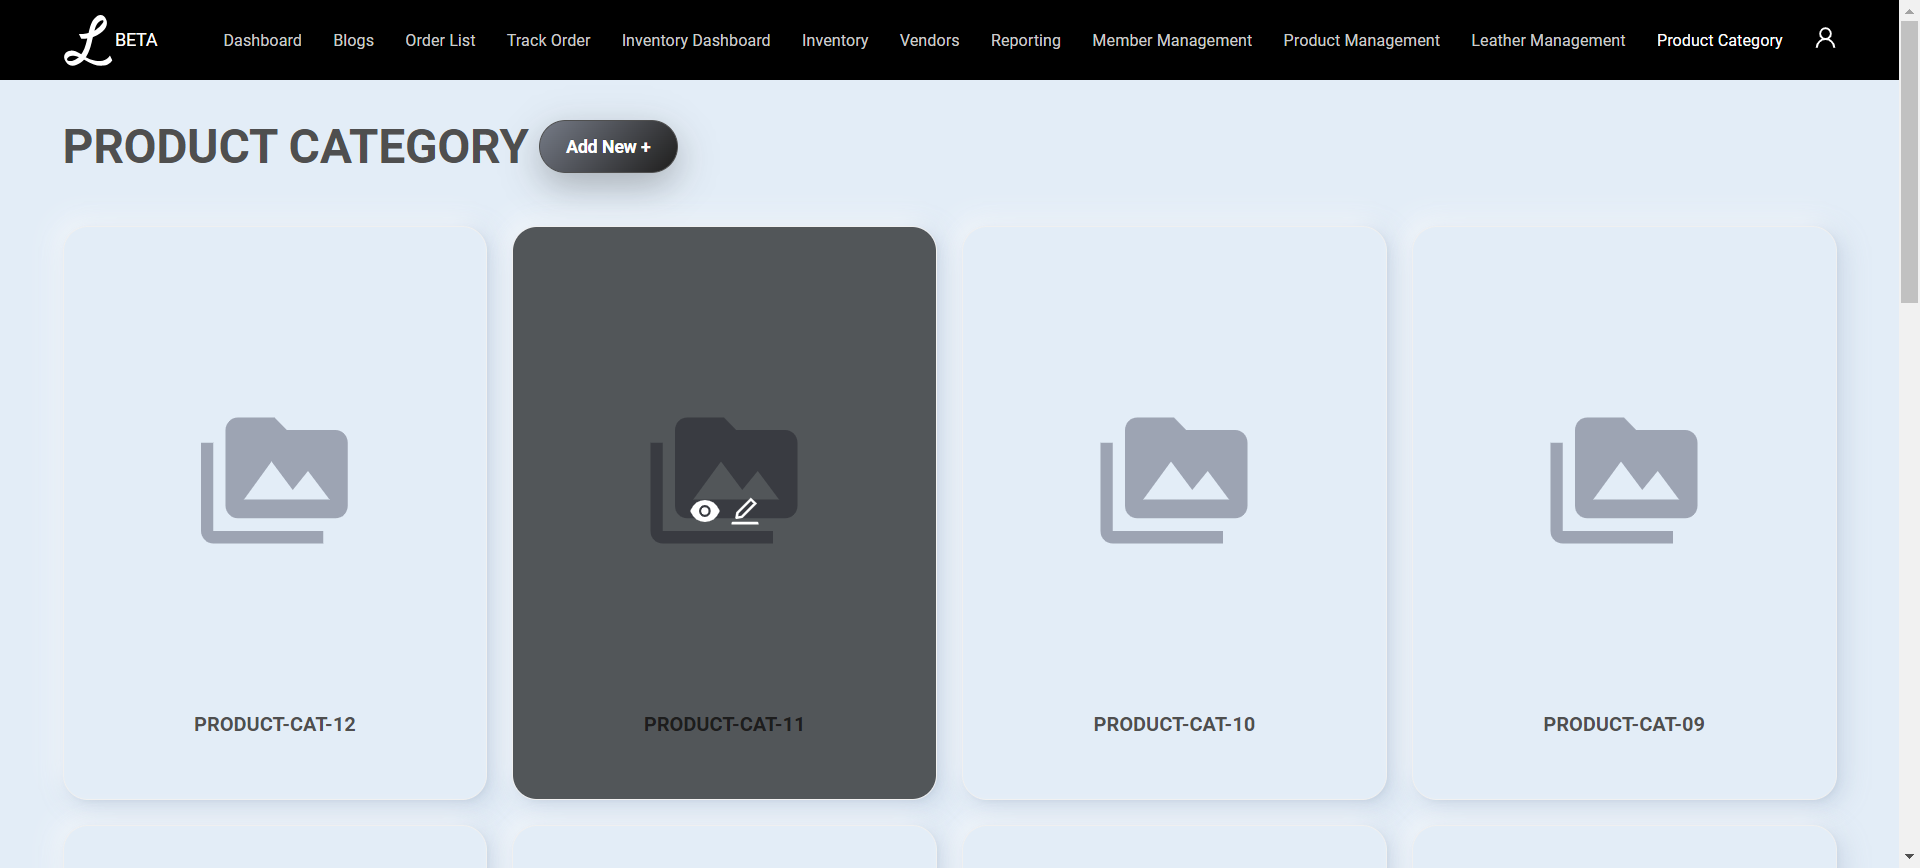 L BETA Dashboard Blogs Order List Track Order Inventory Dashboard Inventory Vendors Reporting Member Management Product Management Leather Management Product Category
PRODUCT CATEGORY Add New +
PRODUCT-CAT-12 PRODUCT-CAT-11 PRODUCT-CAT-10 PRODUCT-CAT-09